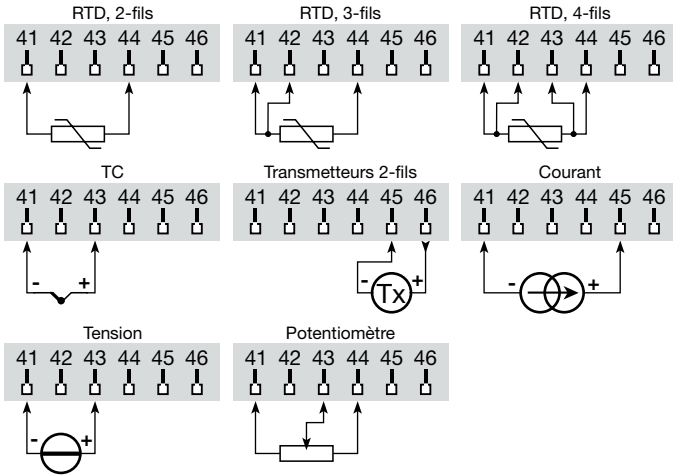 RTD, 2-fils
41 42 43 44 45 46
RTD, 3-fils
41 42 43 44 45 46
RTD, 4-fils
41 42 43 44 45 46
TC
41 42 43 44 45 46
- +
Transmetteurs 2-fils
41 42 43 44 45 46
- Tx +
Courant
41 42 43 44 45 46
- +
Tension
41 42 43 44 45 46
- +
Potentiomètre
41 42 43 44 45 46